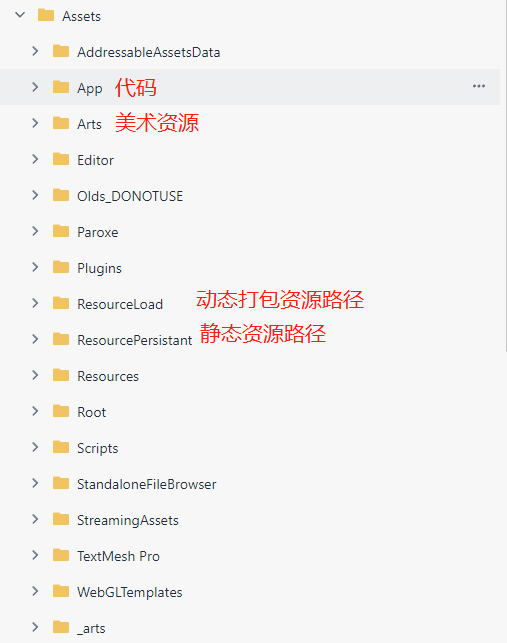 Assets
AddressableAssetsData
App 代码
Arts 美术资源
Editor
Olds_DONOTUSE
Paroxe
Plugins
ResourceLoad 动态打包资源路径
ResourcePersistant 静态资源路径
Resources
Root
Scripts
StandaloneFileBrowser
StreamingAssets
TextMesh Pro
WebGLTemplates
_arts